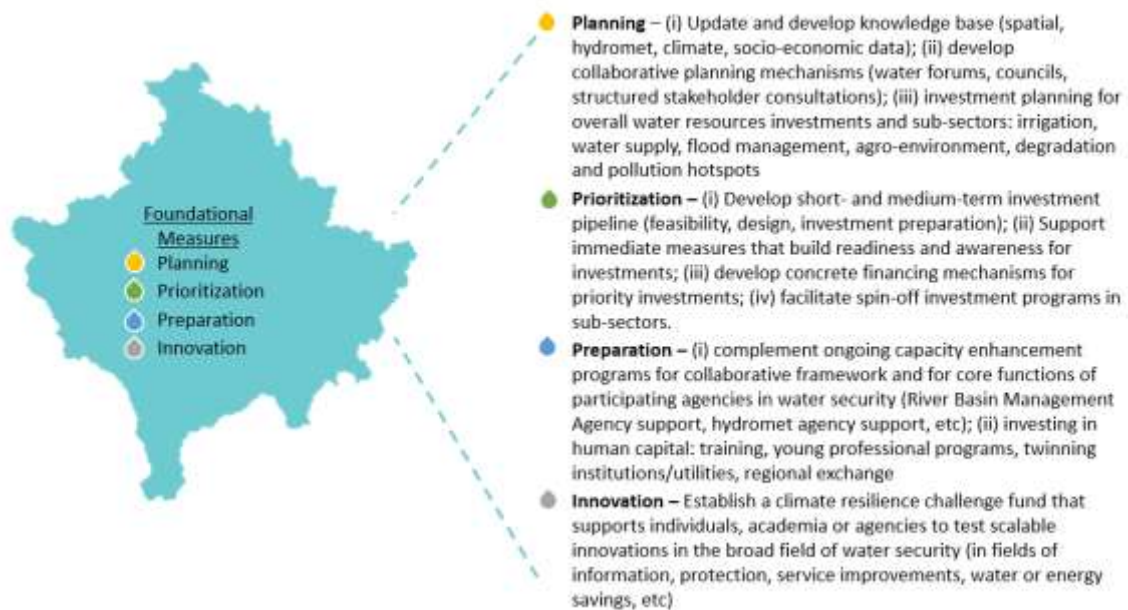 Foundational
Measures
Planning
Prioritization
Preparation
Innovation
Planning – (i) Update and develop knowledge base (spatial,
hydromet, climate, socio-economic data); (ii) develop
collaborative planning mechanisms (water forums, councils,
structured stakeholder consultations); (iii) investment planning for
overall water resources investments and sub-sectors: irrigation,
water supply, flood management, agro-environment, degradation
and pollution hotspots
Prioritization – (i) Develop short- and medium-term investment
pipeline (feasibility, design, investment preparation); (ii) Support
immediate measures that build readiness and awareness for
investments; (iii) develop concrete financing mechanisms for
priority investments; (iv) facilitate spin-off investment programs in
sub-sectors.
Preparation – (i) complement ongoing capacity enhancement
programs for collaborative framework and for core functions of
participating agencies in water security (River Basin Management
Agency support, hydromet agency support, etc); (ii) investing in
human capital: training, young professional programs, twinning
institutions/utilities, regional exchange
Innovation – Establish a climate resilience challenge fund that
supports individuals, academia or agencies to test scalable
innovations in the broad field of water security (in fields of
information, protection, service improvements, water or energy
savings, etc)